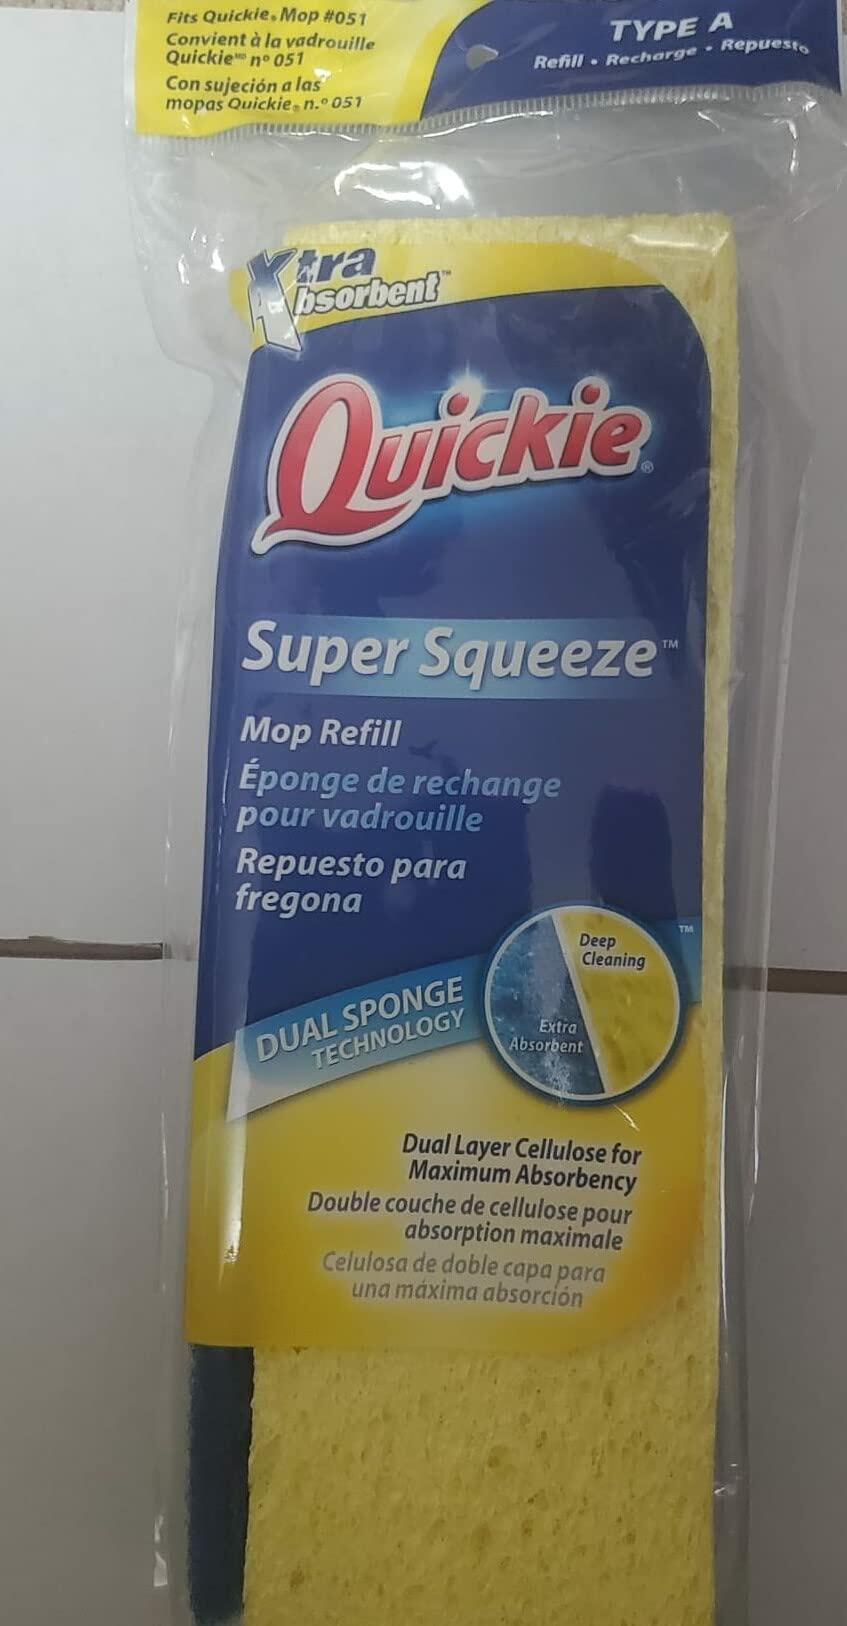 Fits Quickie® Mop #051
Convient à la vadrouille
Quickie MD nº 051
Con sujeción a las
mopas Quickie® n.º 051
TYPE A
Refill • Recharge • Repuesto
Xtra
Absorbent™
Quickie®
Super Squeeze™
Mop Refill
Éponge de rechange
pour vadrouille
Repuesto para
fregona
DUAL SPONGE
TECHNOLOGY
™
Deep
Cleaning
Extra
Absorbent
Dual Layer Cellulose for
Maximum Absorbency
Double couche de cellulose pour
absorption maximale
Celulosa de doble capa para
una máxima absorción